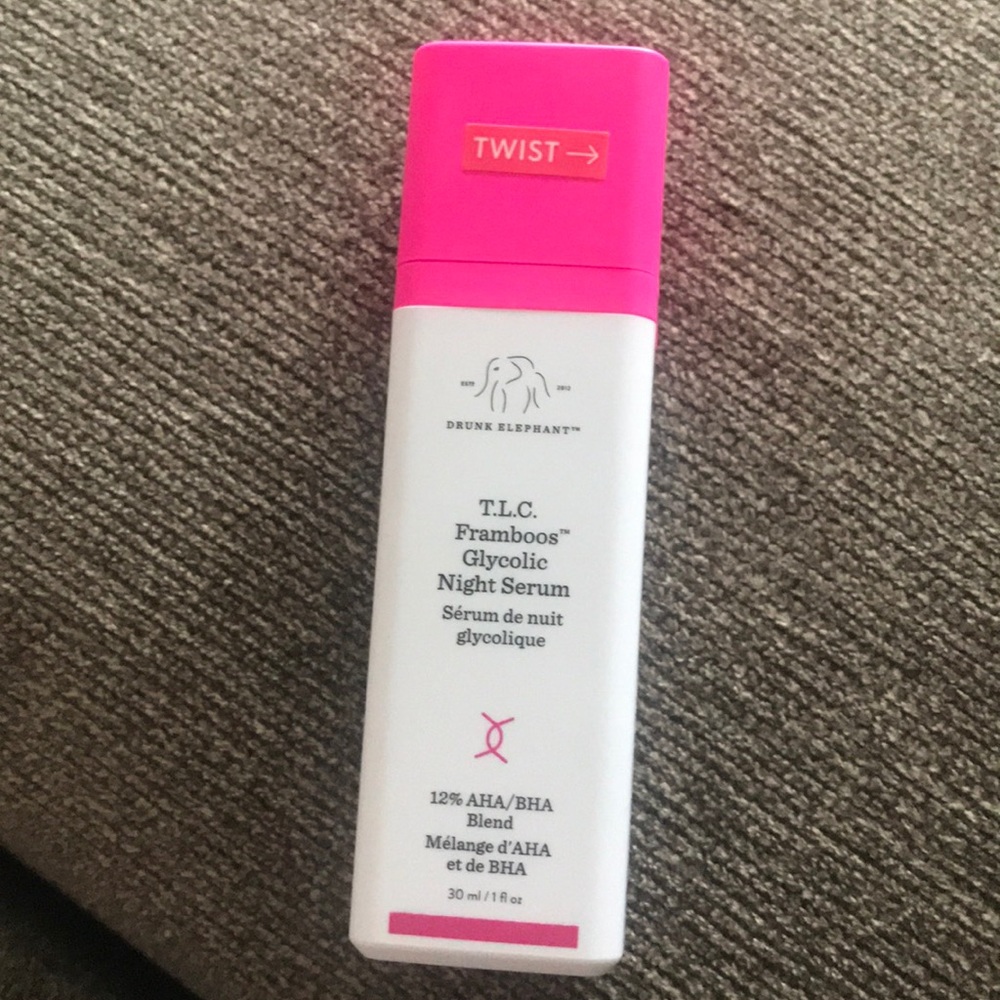 TWIST →
ESTD 2012
DRUNK ELEPHANT™
T.L.C.
Framboos™
Glycolic
Night Serum
Sérum de nuit
glycolique
12% AHA/BHA
Blend
Mélange d'AHA
et de BHA
30 ml / 1 fl oz